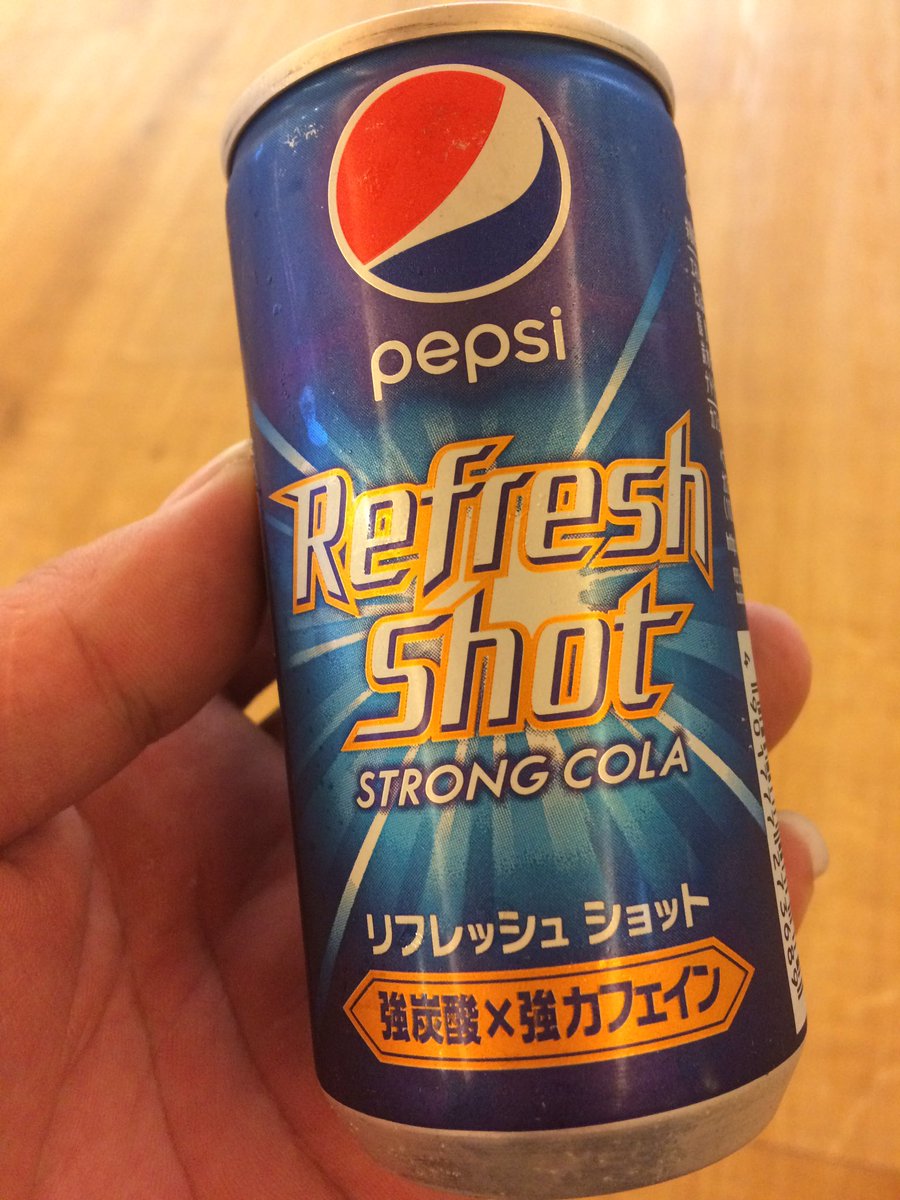 pepsi
Refresh
Shot
STRONG COLA
リフレッシュ ショット
強炭酸×強カフェイン